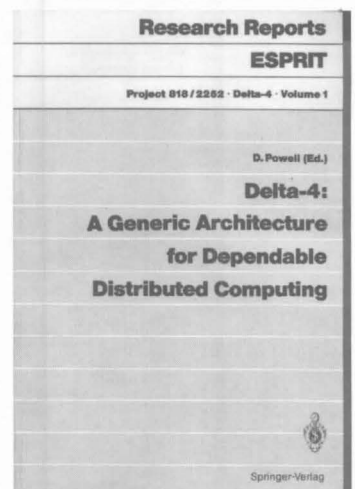 Research Reports
ESPRIT
Project 818/2252 · Delta-4 · Volume 1
D. Powell (Ed.)
Delta-4:
A Generic Architecture
for Dependable
Distributed Computing
Springer-Verlag